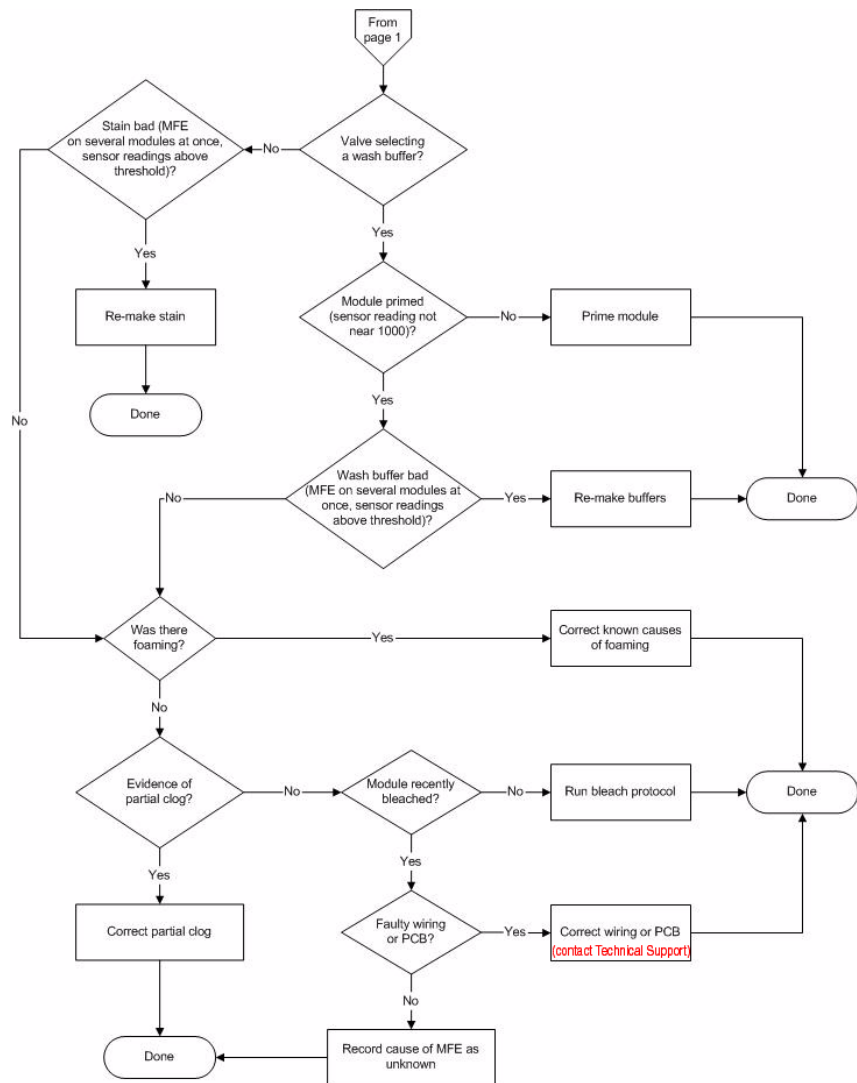 From
page 1
Stain bad (MFE
on several modules at
once, sensor readings
above threshold)?
No
Valve selecting
a wash buffer?
Yes
Yes
Re-make stain
Module primed
(sensor reading not
near 1000)?
No
Prime module
Done
No
Yes
No
Wash buffer bad
(MFE on several modules at
once, sensor readings
above threshold)?
Yes
Re-make buffers
Done
Was there
foaming?
Yes
Correct known causes
of foaming
No
Evidence of
partial clog?
No
Module recently
bleached?
No
Run bleach protocol
Done
Yes
Yes
Correct partial clog
Faulty wiring
or PCB?
Yes
Correct wiring or PCB
(contact Technical Support)
No
Done
Record cause of MFE as
unknown